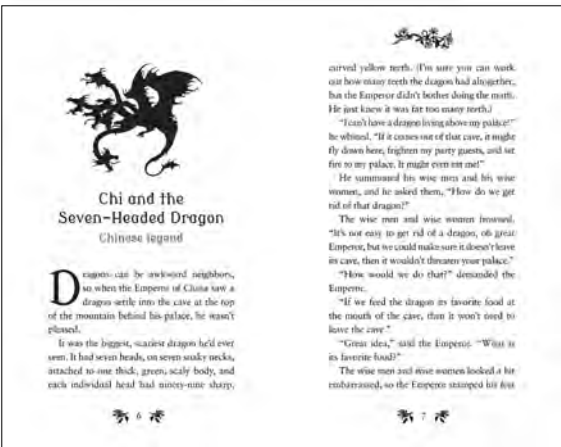 Chi and the
Seven-Headed Dragon
Chinese legend
Dragons can be awkward neighbors,
so when the Emperor of China saw a
dragon settle into the cave at the top
of the mountain behind his palace, he wasn't
pleased.
It was the biggest, scariest dragon he'd ever
seen. It had seven heads, on seven snaky necks,
attached to one thick, green, scaly body, and
each individual head had ninety-nine sharp,
6
curved yellow teeth. (I'm sure you can work
out how many teeth the dragon had altogether,
but the Emperor didn't bother doing the math.
He just knew it was far too many teeth.)
"I can't have a dragon living above my palace!"
he whined. "If it comes out of that cave, it might
fly down here, frighten my party guests, and set
fire to my palace. It might even eat me!"
He summoned his wise men and his wise
women, and he asked them, "How do we get
rid of that dragon?"
The wise men and wise women frowned.
"It's not easy to get rid of a dragon, oh great
Emperor, but we could make sure it doesn't leave
its cave, then it wouldn't threaten your palace."
"How would we do that?" demanded the
Emperor.
"If we feed the dragon its favorite food at
the mouth of the cave, then it won't need to
leave the cave."
"Great idea," said the Emperor. "What is
its favorite food?"
The wise men and wise women looked a bit
embarrassed, so the Emperor stamped his foot
7